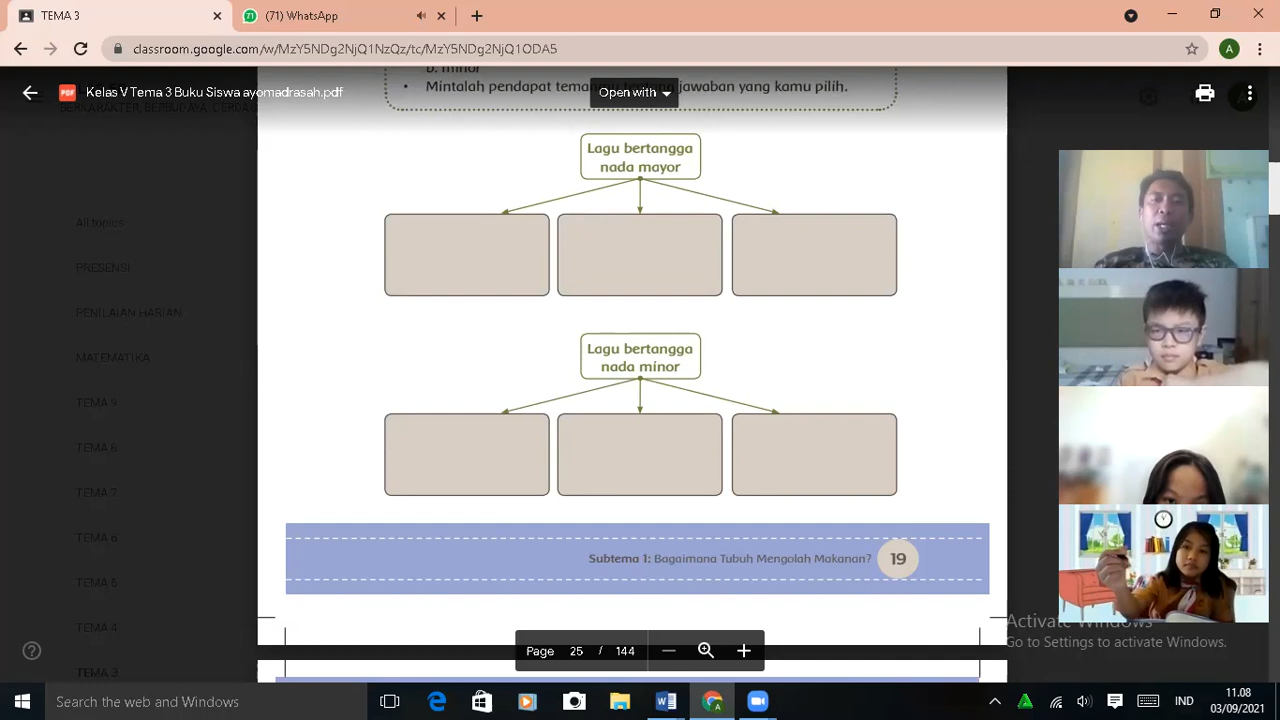 TEMA 3
(71) WhatsApp
classroom.google.com/w/MzY5NDg2NjQ1NzQz/tc/MzY5NDg2NjQ1ODA5
A
Kelas V Tema 3 Buku Siswa ayomadrasah.pdf
Open with
b. minor
• Mintalah pendapat jawaban yang kamu pilih.
Lagu bertangga
nada mayor
Lagu bertangga
nada minor
All topics
PRESENSI
PENILAIAN HARIAN
MATEMATIKA
TEMA 9
TEMA 8
TEMA 7
TEMA 6
TEMA 5
TEMA 4
TEMA 3
Subtema 1: Bagaimana Tubuh Mengolah Makanan? 19
Page 25 / 144
Activate Windows
Go to Settings to activate Windows.
Search the web and Windows
IND
11.08
03/09/2021